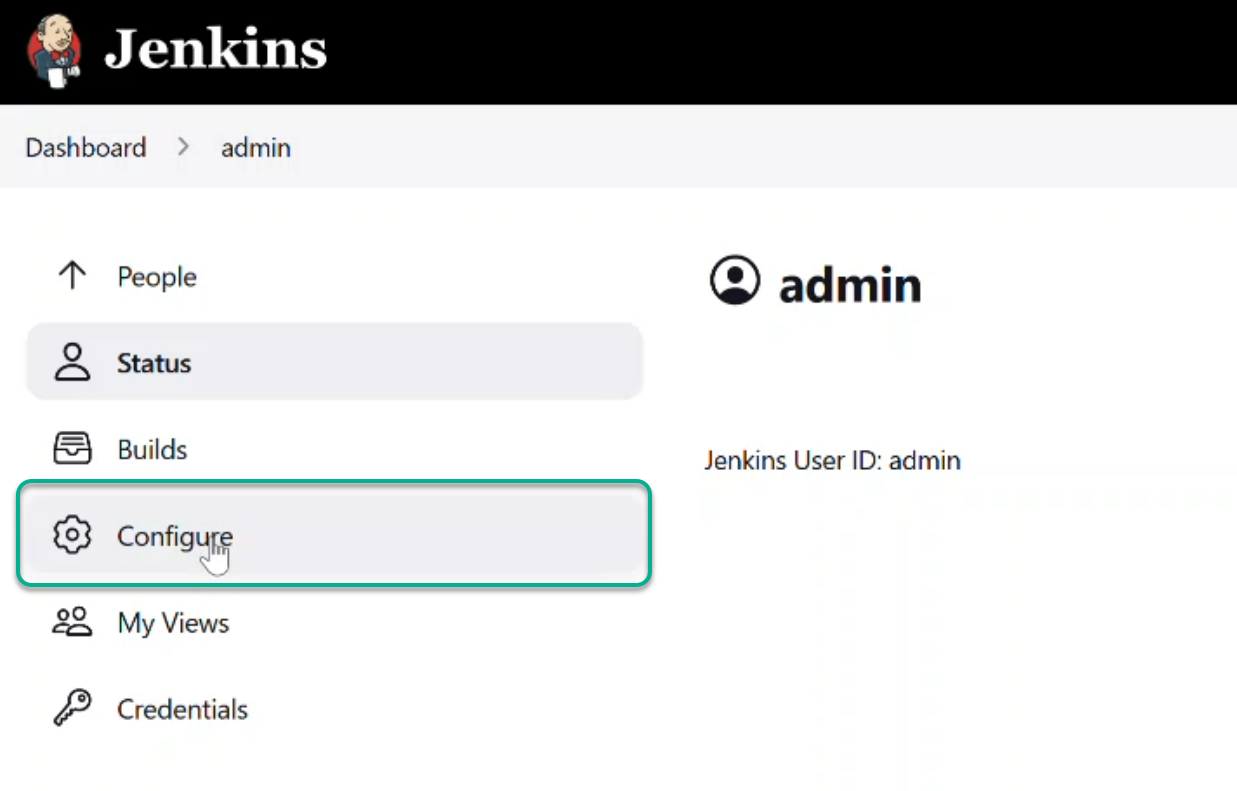 Jenkins
Dashboard > admin
People
Status
Builds
Configure
My Views
Credentials
admin
Jenkins User ID: admin